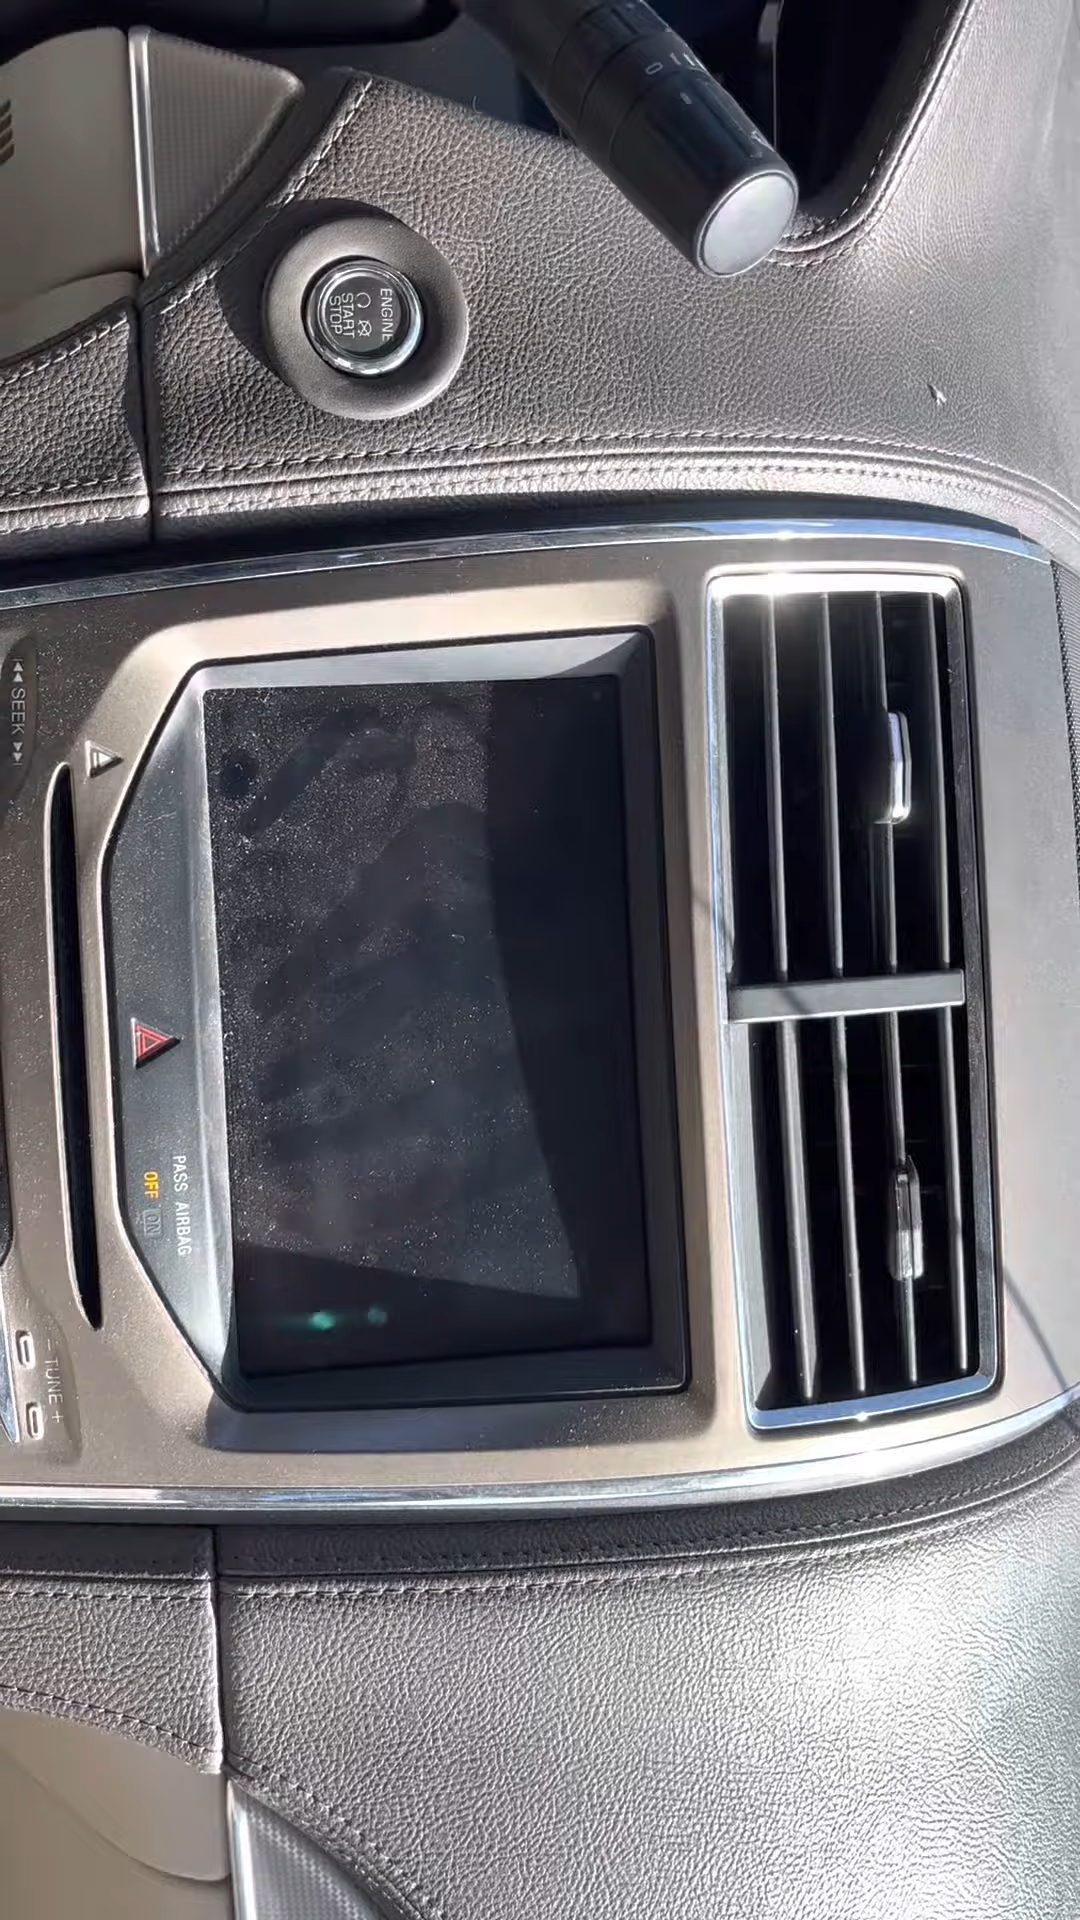 ENGINE
START
STOP
PASS AIRBAG
OFF ON
SEEK
- TUNE +